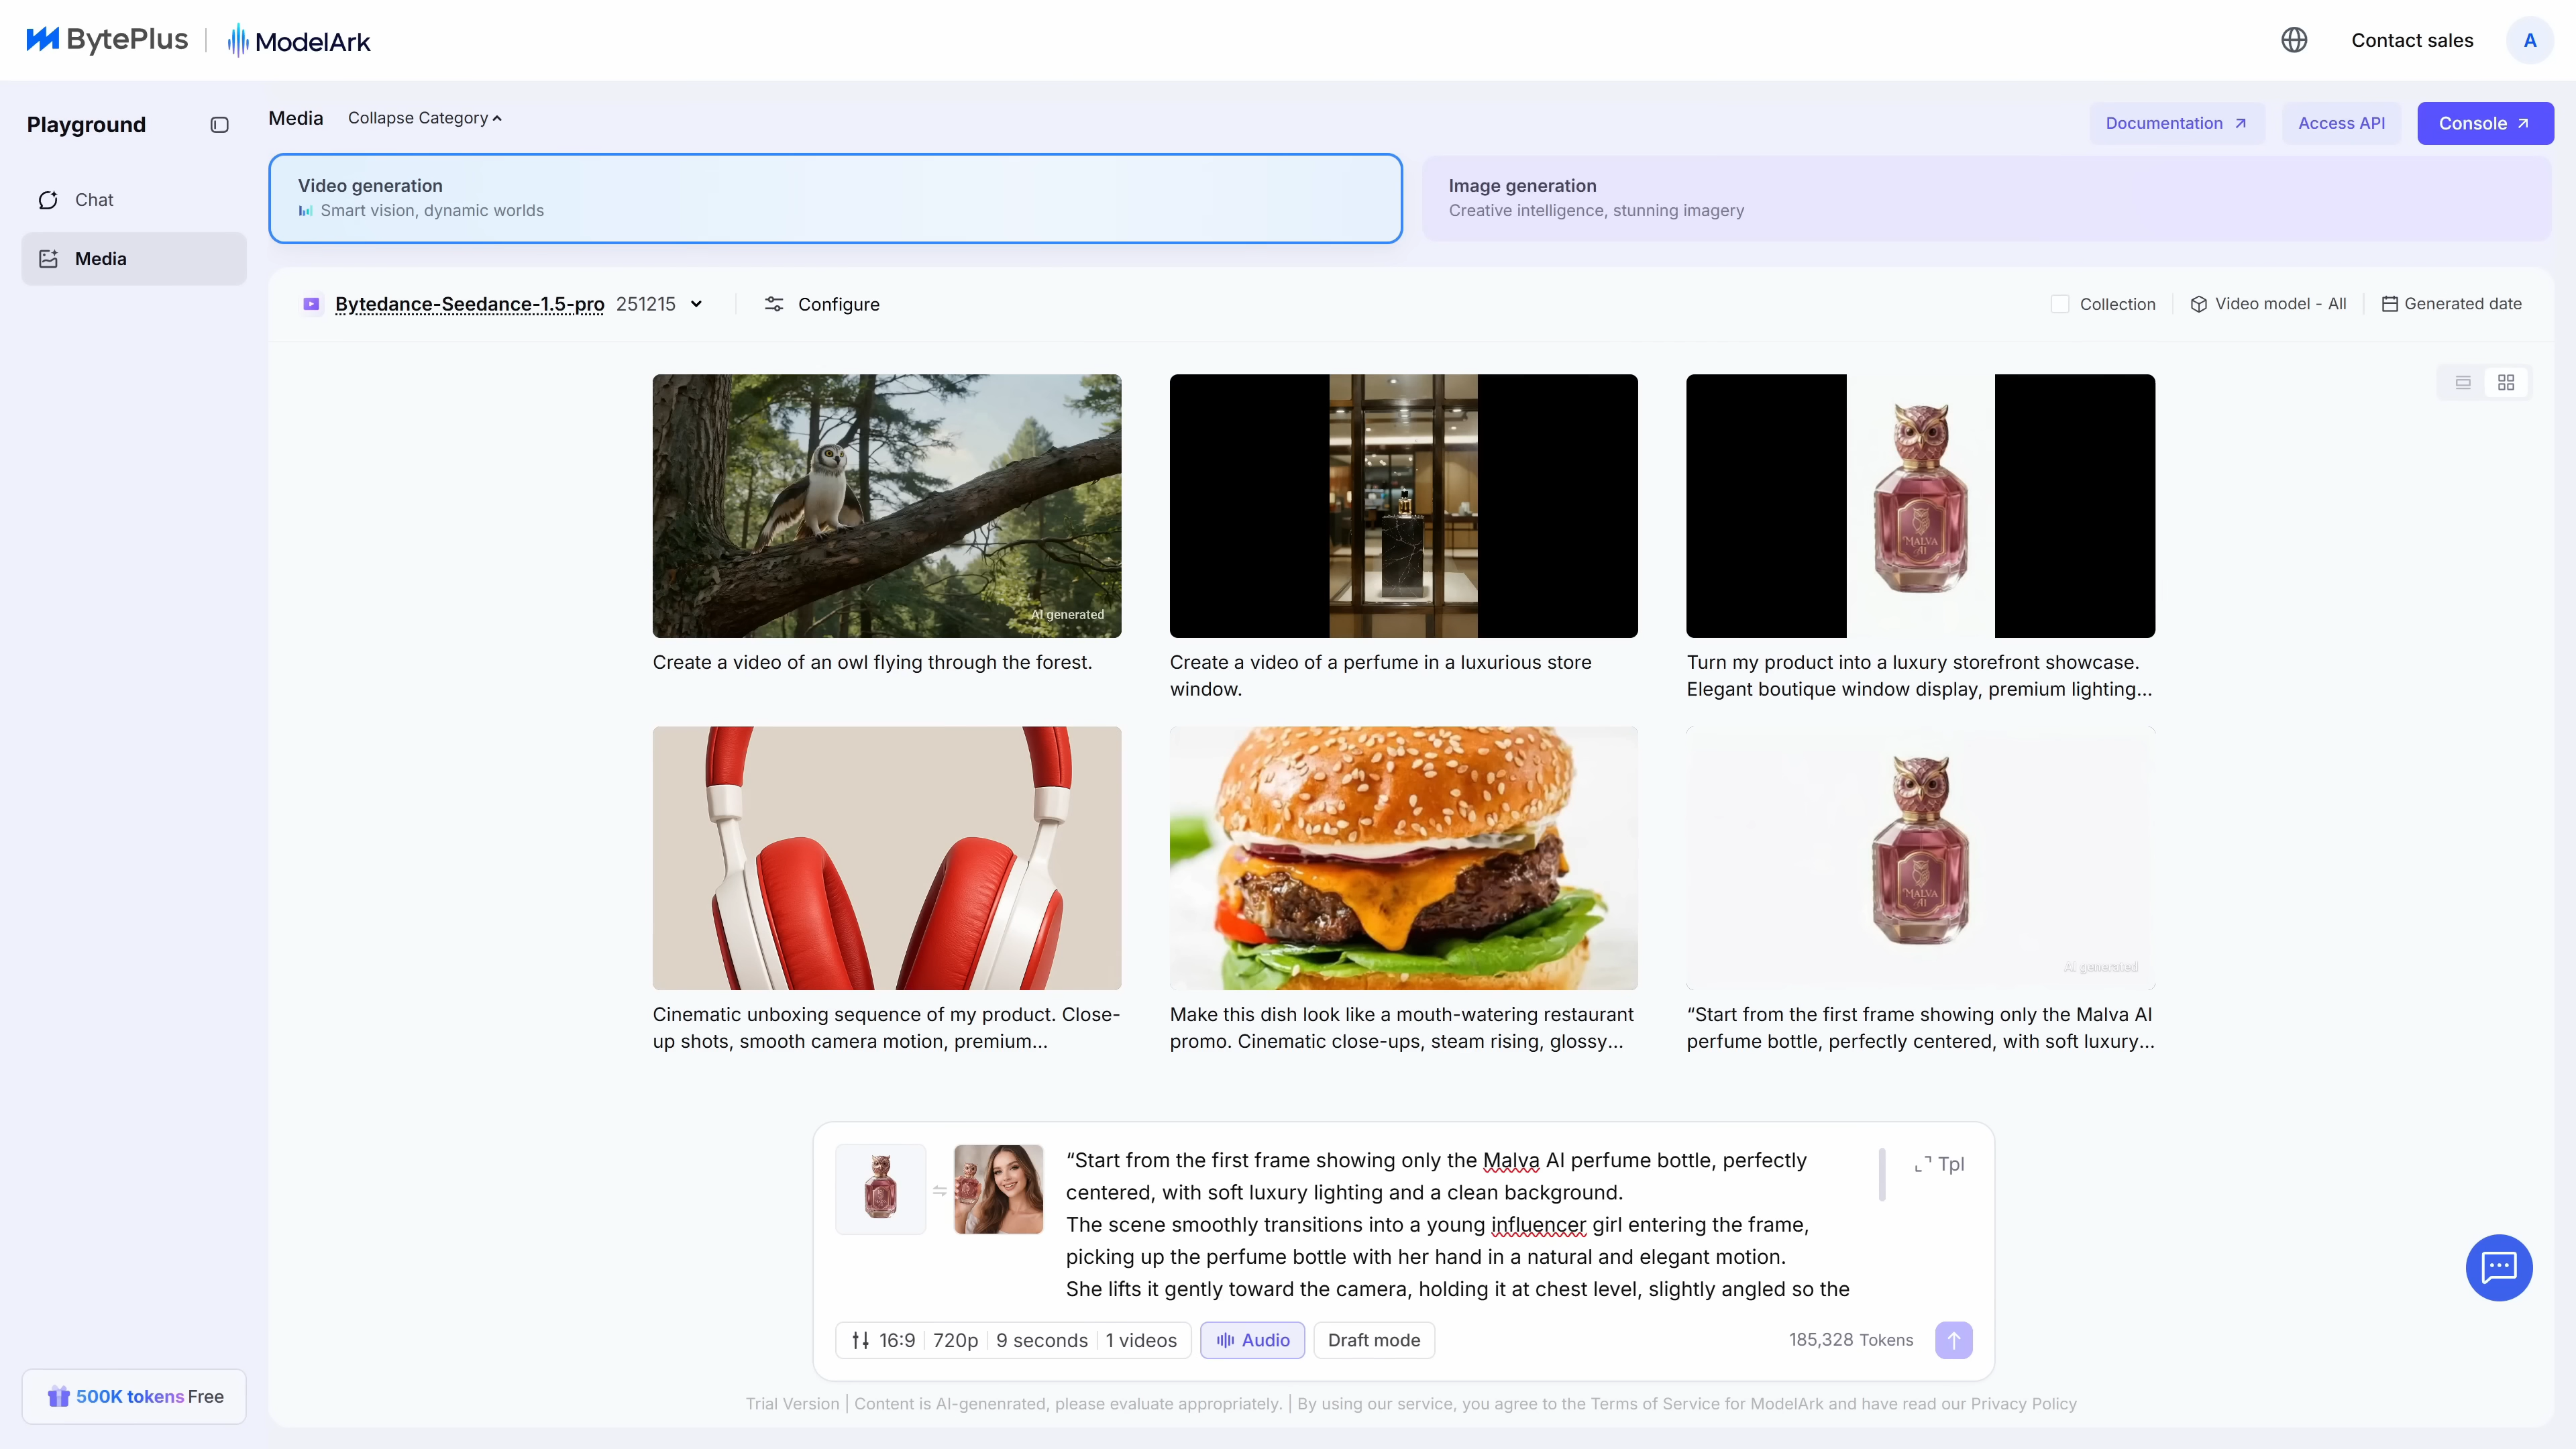 BytePlus | ModelArk
Contact sales
A
Playground
Chat
Media
500K tokens Free
Media
Collapse Category
Documentation
Access API
Console
Video generation
Smart vision, dynamic worlds
Image generation
Creative intelligence, stunning imagery
Bytedance-Seedance-1.5-pro 251215
Configure
Collection
Video model - All
Generated date
AI generated
MALVA
AI
Create a video of an owl flying through the forest.
Create a video of a perfume in a luxurious store
window.
Turn my product into a luxury storefront showcase.
Elegant boutique window display, premium lighting...
MALVA
AI
AI generated
Cinematic unboxing sequence of my product. Close-
up shots, smooth camera motion, premium...
Make this dish look like a mouth-watering restaurant
promo. Cinematic close-ups, steam rising, glossy...
“Start from the first frame showing only the Malva AI
perfume bottle, perfectly centered, with soft luxury...
“Start from the first frame showing only the Malva AI perfume bottle, perfectly
centered, with soft luxury lighting and a clean background.
The scene smoothly transitions into a young influencer girl entering the frame,
picking up the perfume bottle with her hand in a natural and elegant motion.
She lifts it gently toward the camera, holding it at chest level, slightly angled so the
Tpl
16:9 | 720p | 9 seconds | 1 videos
Audio
Draft mode
185,328 Tokens
Trial Version | Content is AI-genenrated, please evaluate appropriately. | By using our service, you agree to the Terms of Service for ModelArk and have read our Privacy Policy